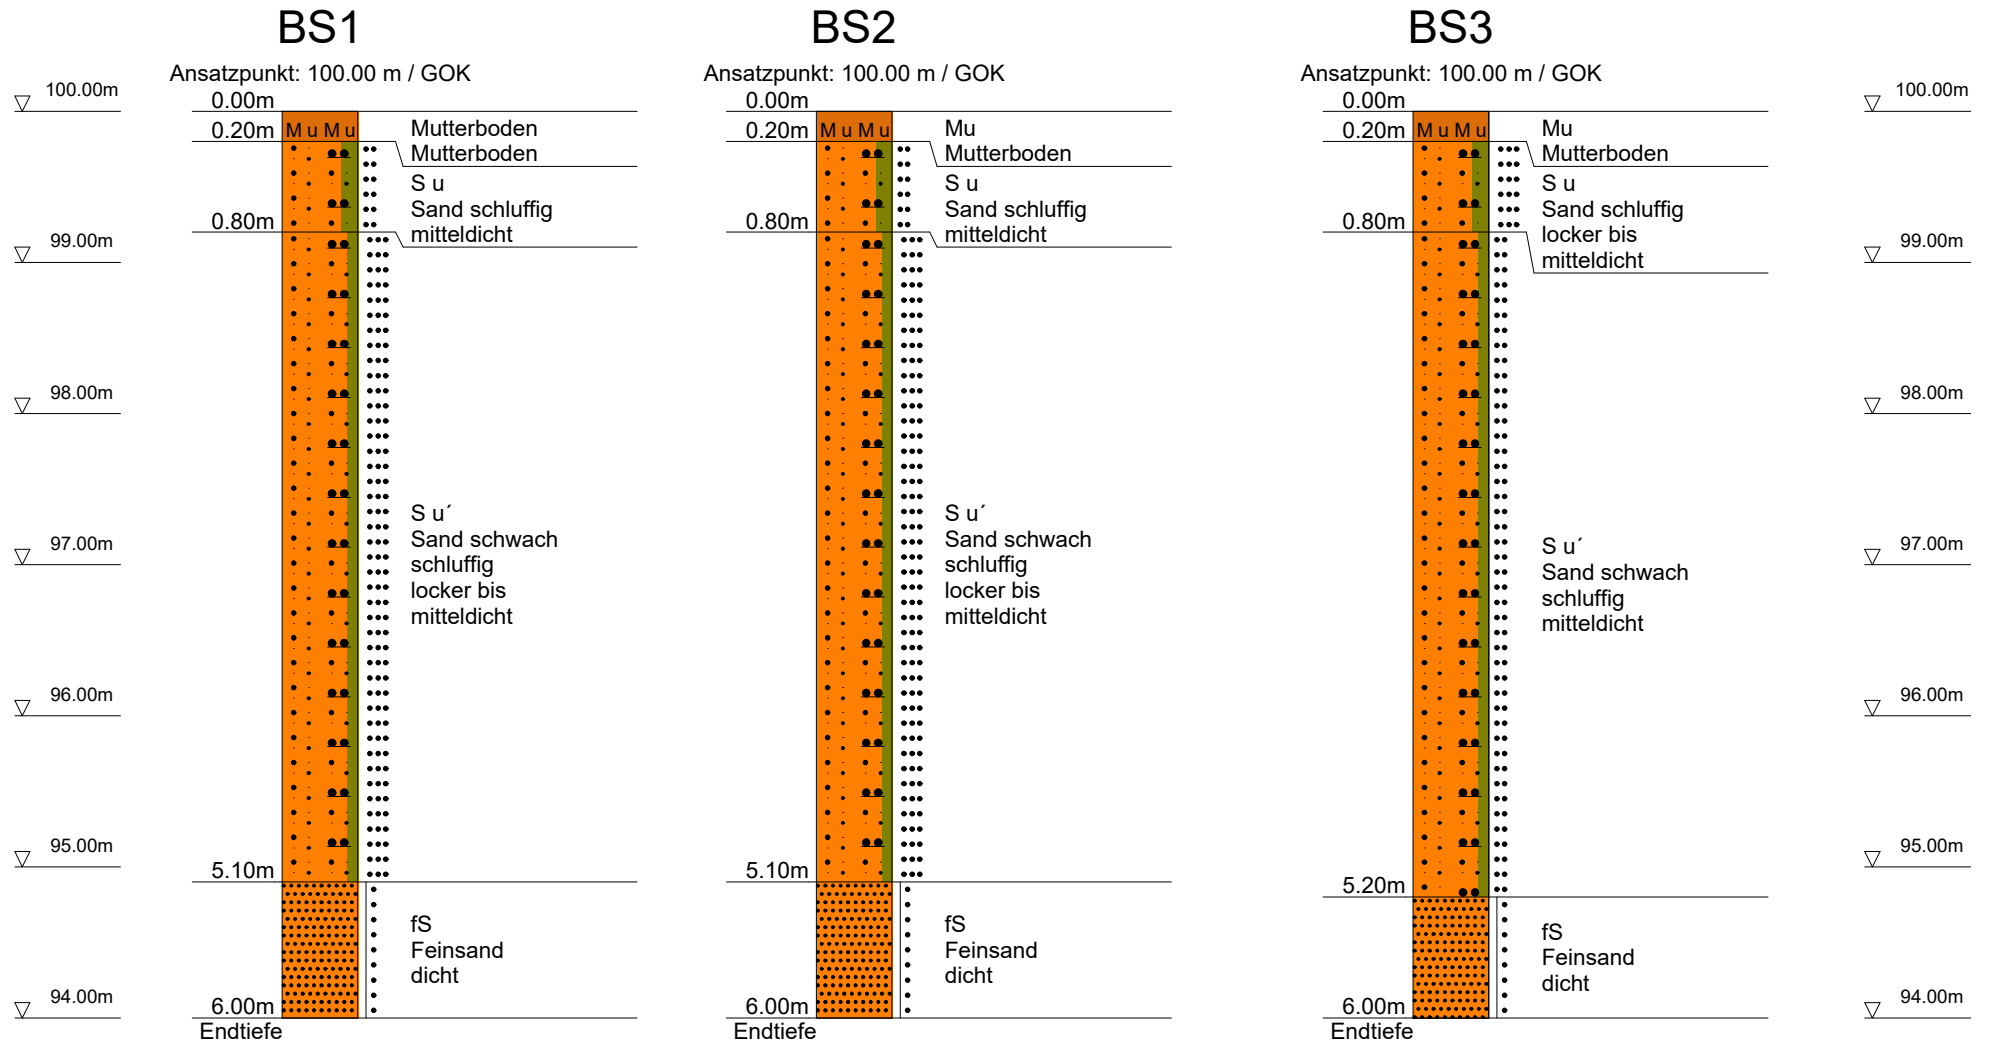 BS1
Ansatzpunkt: 100.00 m / GOK
0.00m
0.20m
M u M u
Mutterboden
Mutterboden
S u
Sand schluffig
mitteldicht
0.80m
S u´
Sand schwach
schluffig
locker bis
mitteldicht
5.10m
fS
Feinsand
dicht
6.00m
Endtiefe
BS2
Ansatzpunkt: 100.00 m / GOK
0.00m
0.20m
M u M u
Mu
Mutterboden
S u
Sand schluffig
mitteldicht
0.80m
S u´
Sand schwach
schluffig
locker bis
mitteldicht
5.10m
fS
Feinsand
dicht
6.00m
Endtiefe
BS3
Ansatzpunkt: 100.00 m / GOK
0.00m
0.20m
M u M u
Mu
Mutterboden
S u
Sand schluffig
locker bis
mitteldicht
0.80m
S u´
Sand schwach
schluffig
mitteldicht
5.20m
fS
Feinsand
dicht
6.00m
Endtiefe
100.00m
99.00m
98.00m
97.00m
96.00m
95.00m
94.00m
100.00m
99.00m
98.00m
97.00m
96.00m
95.00m
94.00m